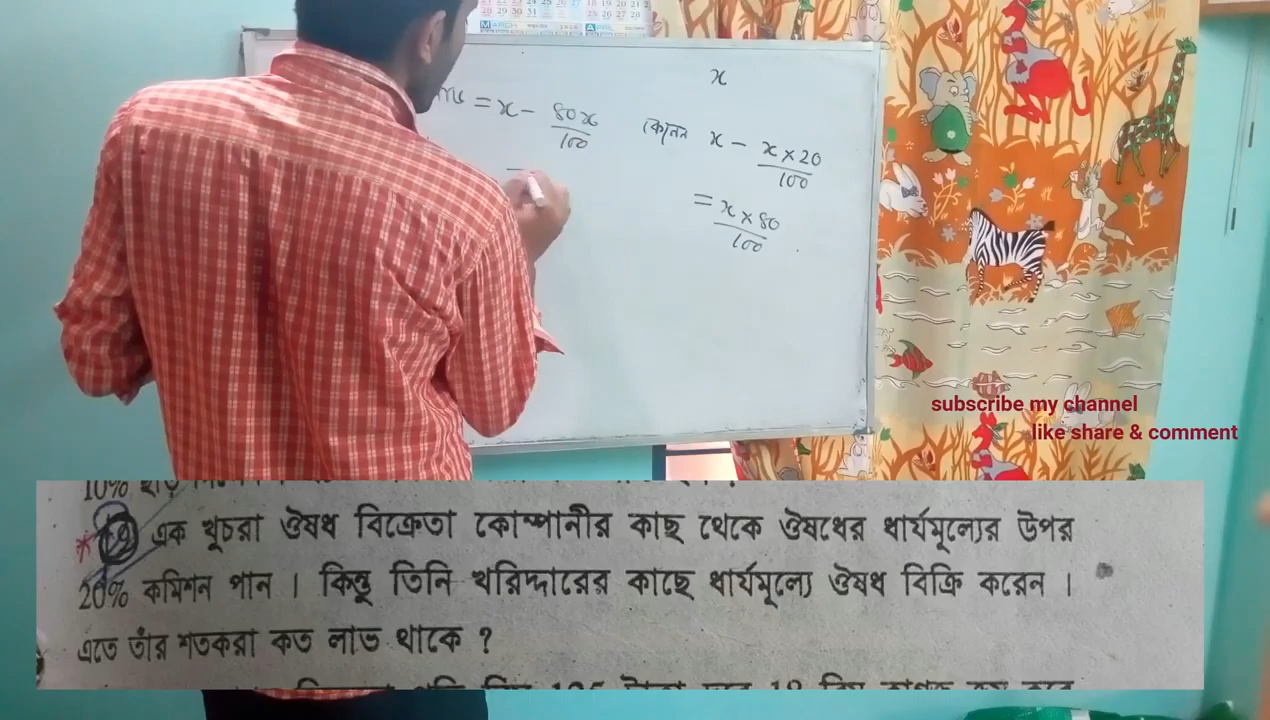 x
= x - 80x/100
কেনেন x - x × 20/100
= x × 80/100
=
subscribe my channel
like share & comment
10%
এক খুচরা ঔষধ বিক্রেতা কোম্পানীর কাছ থেকে ঔষধের ধার্যমূল্যের উপর
20% কমিশন পান । কিন্তু তিনি খরিদ্দারের কাছে ধার্যমূল্যে ঔষধ বিক্রি করেন ।
এতে তাঁর শতকরা কত লাভ থাকে ?